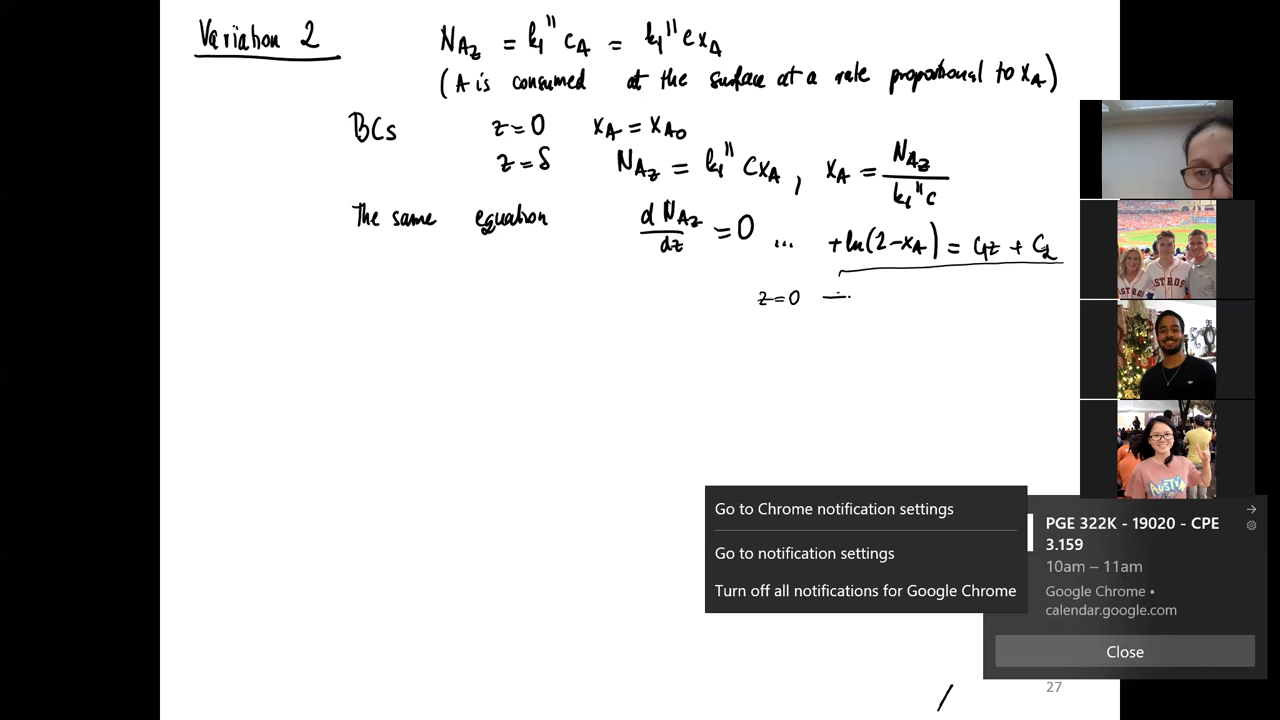 Variation 2
N_Az = k₁'' c_A = k₁'' c x_A
(A is consumed at the surface at a rate proportional to x_A)
BCs z = 0 x_A = x_A0
z = δ N_Az = k₁'' c x_A , x_A = N_Az / k₁'' c
The same equation d N_Az / dz = 0 ... + ln(2 - x_A) = C₁z + C₂
z = 0
Go to Chrome notification settings
Go to notification settings
Turn off all notifications for Google Chrome
PGE 322K - 19020 - CPE
3.159
10am – 11am
Google Chrome •
calendar.google.com
Close
27
ASTROS
AUSTIN